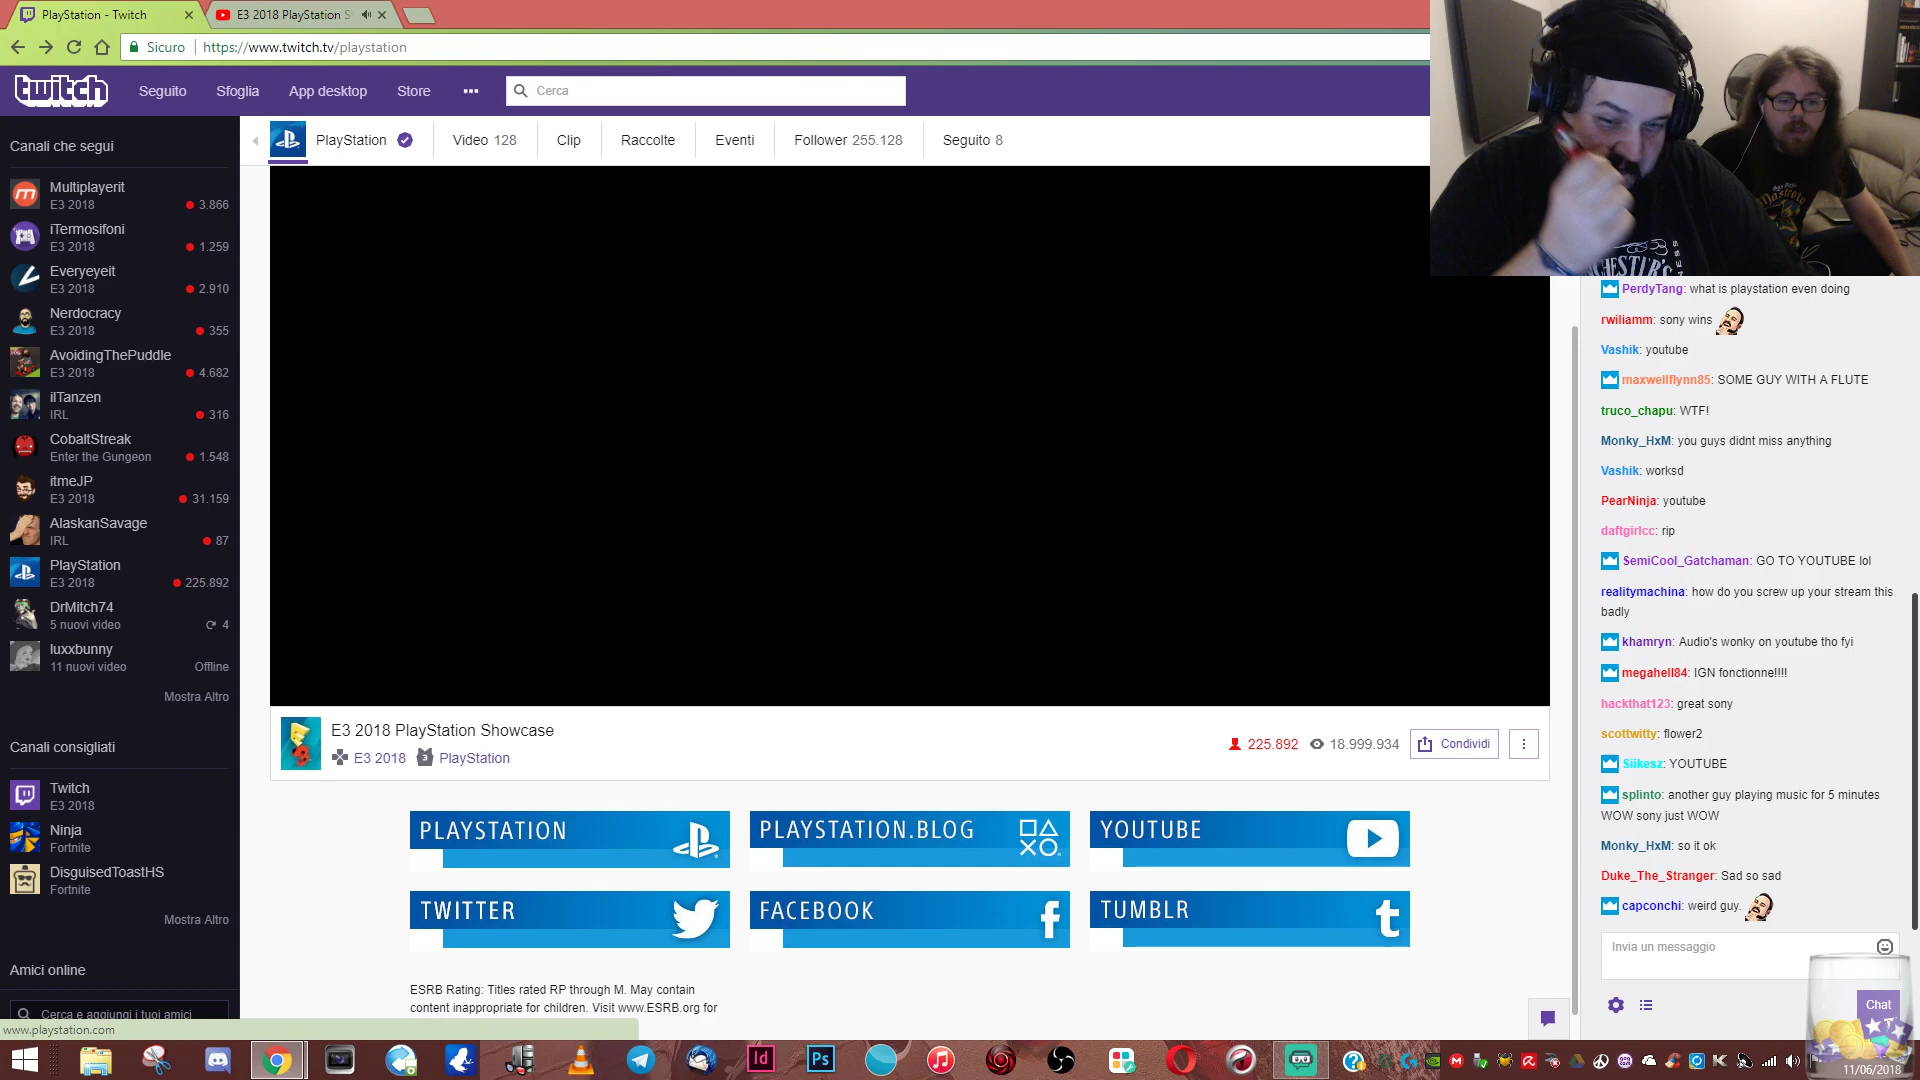 PlayStation - Twitch
E3 2018 PlayStation S
Sicuro
https://www.twitch.tv/playstation
twitch
Seguito
Sfoglia
App desktop
Store
Cerca
PlayStation
Video 128
Clip
Raccolte
Eventi
Follower 255.128
Seguito 8
Canali che segui
Multiplayerit
E3 2018
3.866
iTermosifoni
E3 2018
1.259
Everyeyeit
E3 2018
2.910
Nerdocracy
E3 2018
355
AvoidingThePuddle
E3 2018
4.682
ilTanzen
IRL
316
CobaltStreak
Enter the Gungeon
1.548
itmeJP
E3 2018
31.159
AlaskanSavage
IRL
87
PlayStation
E3 2018
225.892
DrMitch74
5 nuovi video
4
luxxbunny
11 nuovi video
Offline
Mostra Altro
Canali consigliati
Twitch
E3 2018
Ninja
Fortnite
DisguisedToastHS
Fortnite
Mostra Altro
Amici online
Cerca e aggiungi i tuoi amici
www.playstation.com
E3 2018 PlayStation Showcase
E3 2018
PlayStation
225.892
18.999.934
Condividi
PLAYSTATION
PLAYSTATION.BLOG
YOUTUBE
TWITTER
FACEBOOK
TUMBLR
ESRB Rating: Titles rated RP through M. May contain
content inappropriate for children. Visit www.ESRB.org for
PerdyTang: what is playstation even doing
rwiliamm: sony wins
Vashik: youtube
maxwellflynn85: SOME GUY WITH A FLUTE
truco_chapu: WTF!
Monky_HxM: you guys didnt miss anything
Vashik: worksd
PearNinja: youtube
daftgirlcc: rip
SemiCool_Gatchaman: GO TO YOUTUBE lol
realitymachina: how do you screw up your stream this
badly
khamryn: Audio's wonky on youtube tho fyi
megahell84: IGN fonctionne!!!!
hackthat123: great sony
scottwitty: flower2
Siikesz: YOUTUBE
splinto: another guy playing music for 5 minutes
WOW sony just WOW
Monky_HxM: so it ok
Duke_The_Stranger: Sad so sad
capconchi: weird guy.
Invia un messaggio
Chat
Id
Ps
11/06/2018